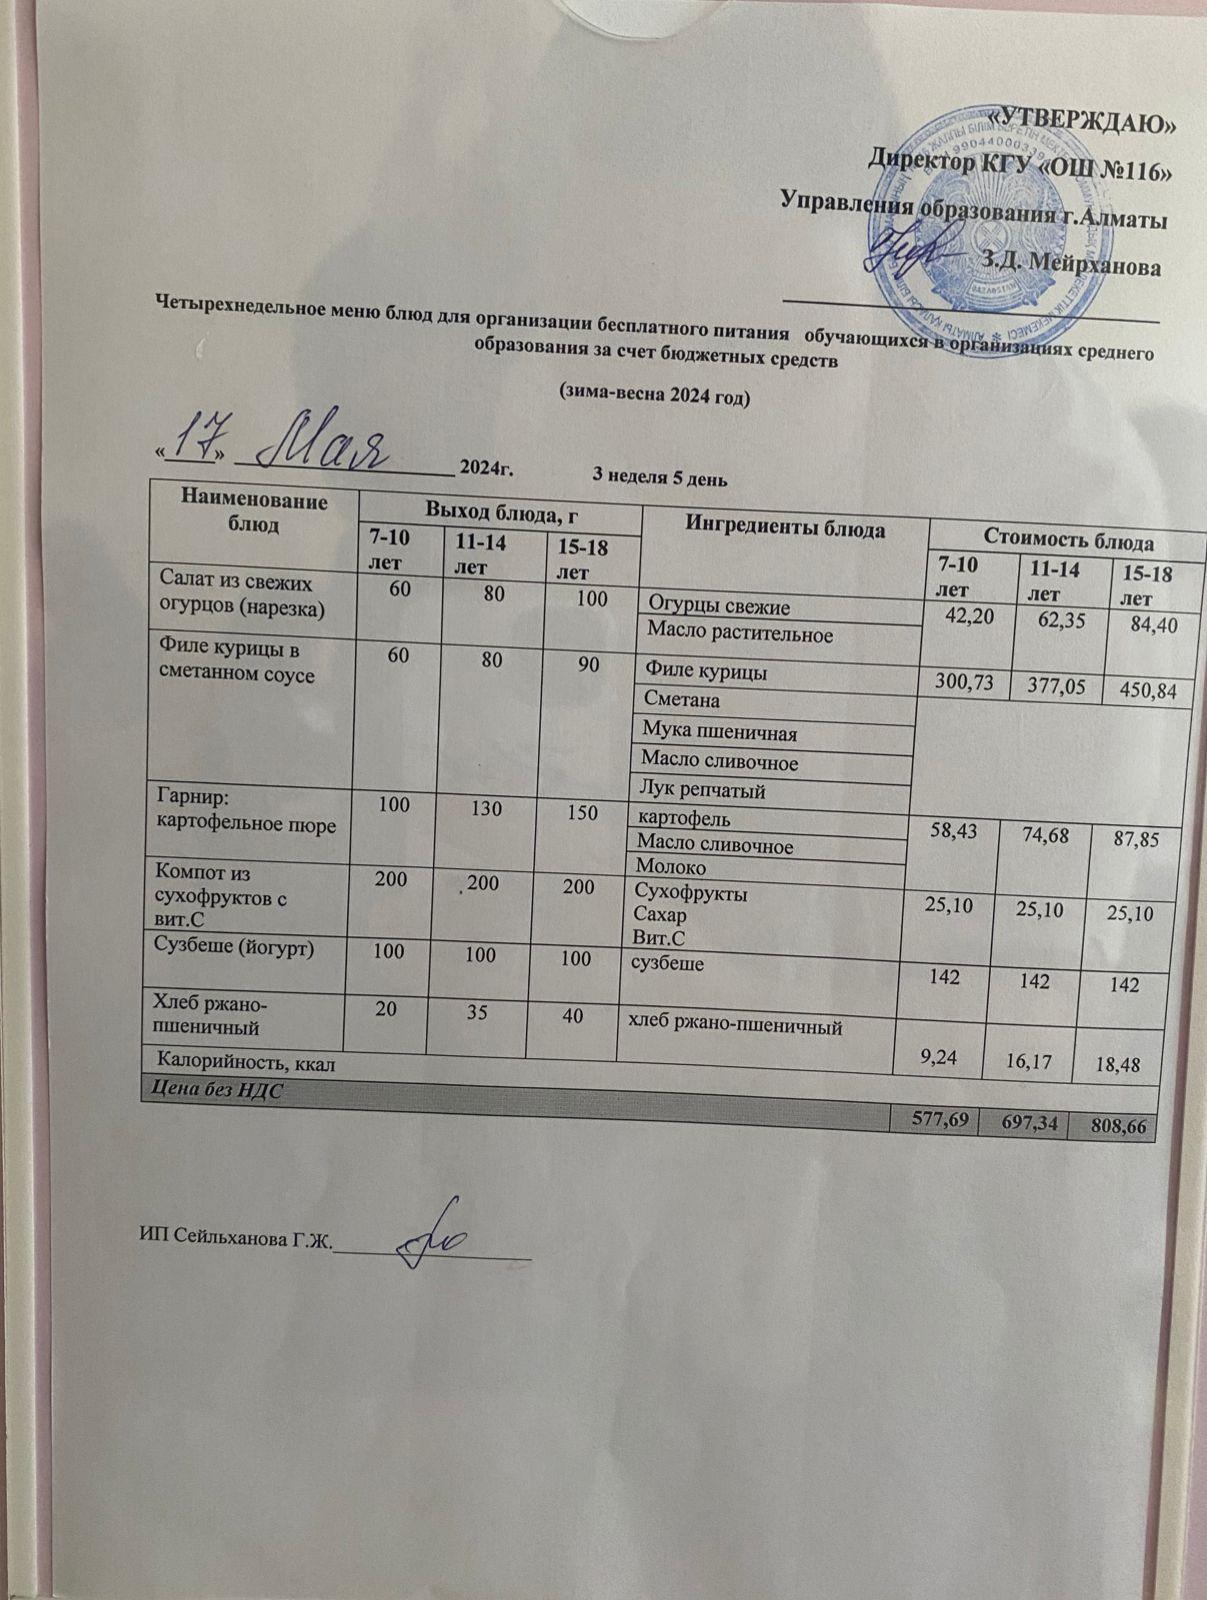 «УТВЕРЖДАЮ»
Директор КГУ «ОШ №116»
Управления образования г.Алматы
З.Д. Мейрханова
Четырехнедельное меню блюд для организации бесплатного питания обучающихся в организациях среднего
образования за счет бюджетных средств
(зима-весна 2024 год)
«17» Мая 2024г. 3 неделя 5 день
Наименование блюд | Выход блюда, г | Ингредиенты блюда | Стоимость блюда
7-10 лет | 11-14 лет | 15-18 лет | 7-10 лет | 11-14 лет | 15-18 лет
Салат из свежих огурцов (нарезка) | 60 | 80 | 100 | Огурцы свежие | 42,20 | 62,35 | 84,40
Масло растительное
Филе курицы в сметанном соусе | 60 | 80 | 90 | Филе курицы | 300,73 | 377,05 | 450,84
Сметана
Мука пшеничная
Масло сливочное
Лук репчатый
Гарнир: картофельное пюре | 100 | 130 | 150 | картофель | 58,43 | 74,68 | 87,85
Масло сливочное
Молоко
Компот из сухофруктов с вит.С | 200 | 200 | 200 | Сухофрукты | 25,10 | 25,10 | 25,10
Сахар
Вит.С
Сузбеше (йогурт) | 100 | 100 | 100 | сузбеше | 142 | 142 | 142
Хлеб ржано-пшеничный | 20 | 35 | 40 | хлеб ржано-пшеничный | 9,24 | 16,17 | 18,48
Калорийность, ккал
Цена без НДС | 577,69 | 697,34 | 808,66
ИП Сейльханова Г.Ж.